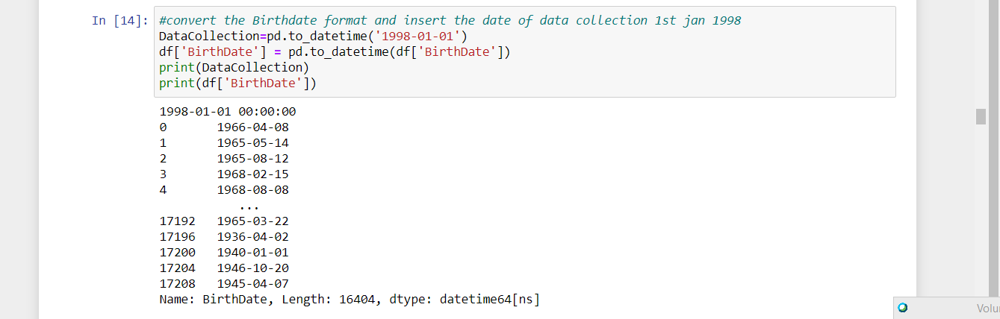 In [14]:
#convert the Birthdate format and insert the date of data collection 1st jan 1998
DataCollection=pd.to_datetime('1998-01-01')
df['BirthDate'] = pd.to_datetime(df['BirthDate'])
print(DataCollection)
print(df['BirthDate'])
1998-01-01 00:00:00
0 1966-04-08
1 1965-05-14
2 1965-08-12
3 1968-02-15
4 1968-08-08
...
17192 1965-03-22
17196 1936-04-02
17200 1940-01-01
17204 1946-10-20
17208 1945-04-07
Name: BirthDate, Length: 16404, dtype: datetime64[ns]